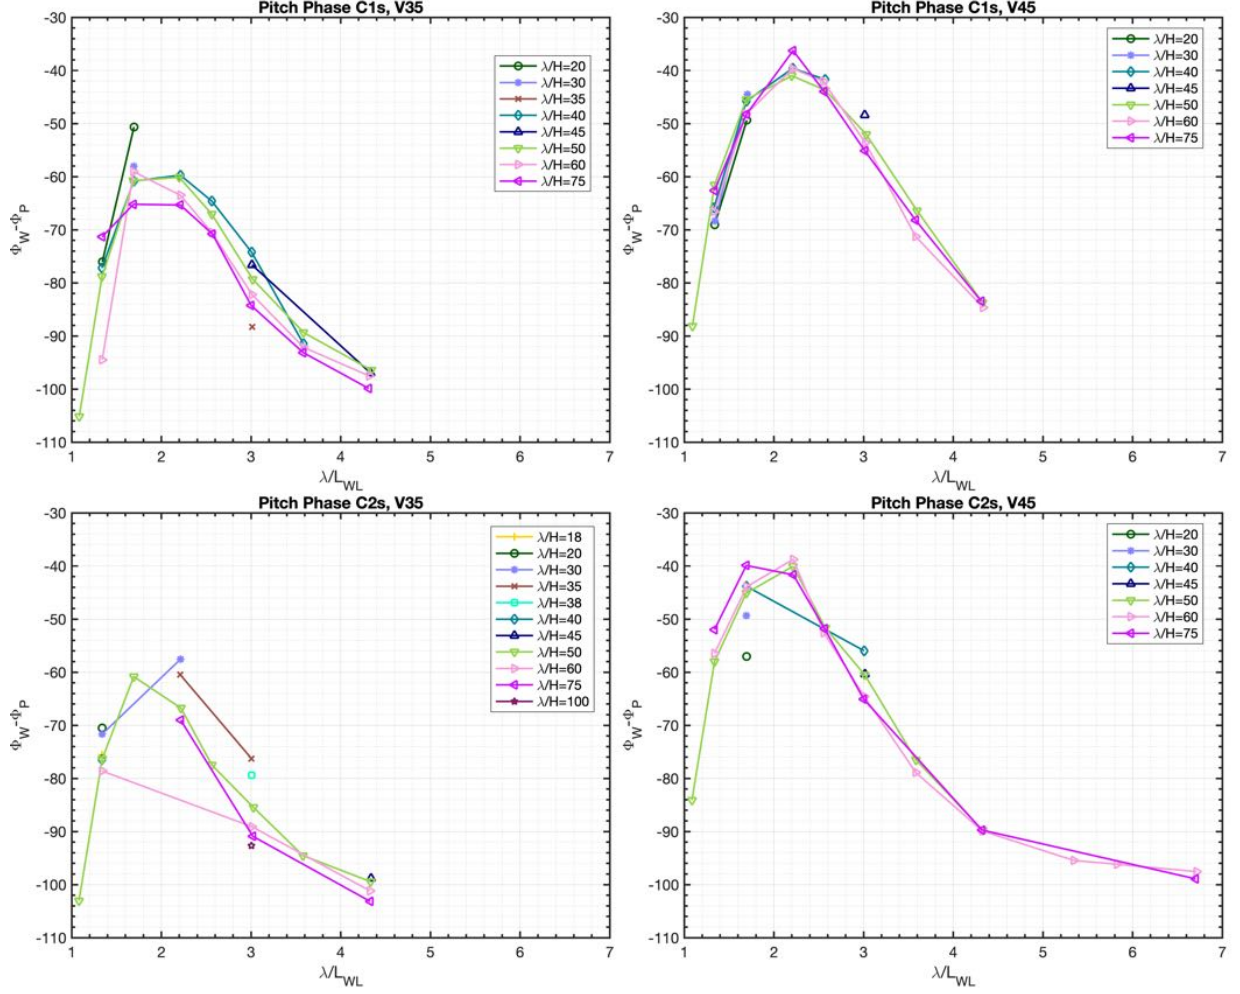 Pitch Phase C1s, V35
-30
-40
-50
-60
-70
-80
-90
-100
-110
Φ_W-Φ_P
1 2 3 4 5 6 7
λ/L_WL
λ/H=20
λ/H=30
λ/H=35
λ/H=40
λ/H=45
λ/H=50
λ/H=60
λ/H=75
Pitch Phase C1s, V45
-30
-40
-50
-60
-70
-80
-90
-100
-110
Φ_W-Φ_P
1 2 3 4 5 6 7
λ/L_WL
λ/H=20
λ/H=30
λ/H=40
λ/H=45
λ/H=50
λ/H=60
λ/H=75
Pitch Phase C2s, V35
-30
-40
-50
-60
-70
-80
-90
-100
-110
Φ_W-Φ_P
1 2 3 4 5 6 7
λ/L_WL
λ/H=18
λ/H=20
λ/H=30
λ/H=35
λ/H=38
λ/H=40
λ/H=45
λ/H=50
λ/H=60
λ/H=75
λ/H=100
Pitch Phase C2s, V45
-30
-40
-50
-60
-70
-80
-90
-100
-110
Φ_W-Φ_P
1 2 3 4 5 6 7
λ/L_WL
λ/H=20
λ/H=30
λ/H=40
λ/H=45
λ/H=50
λ/H=60
λ/H=75